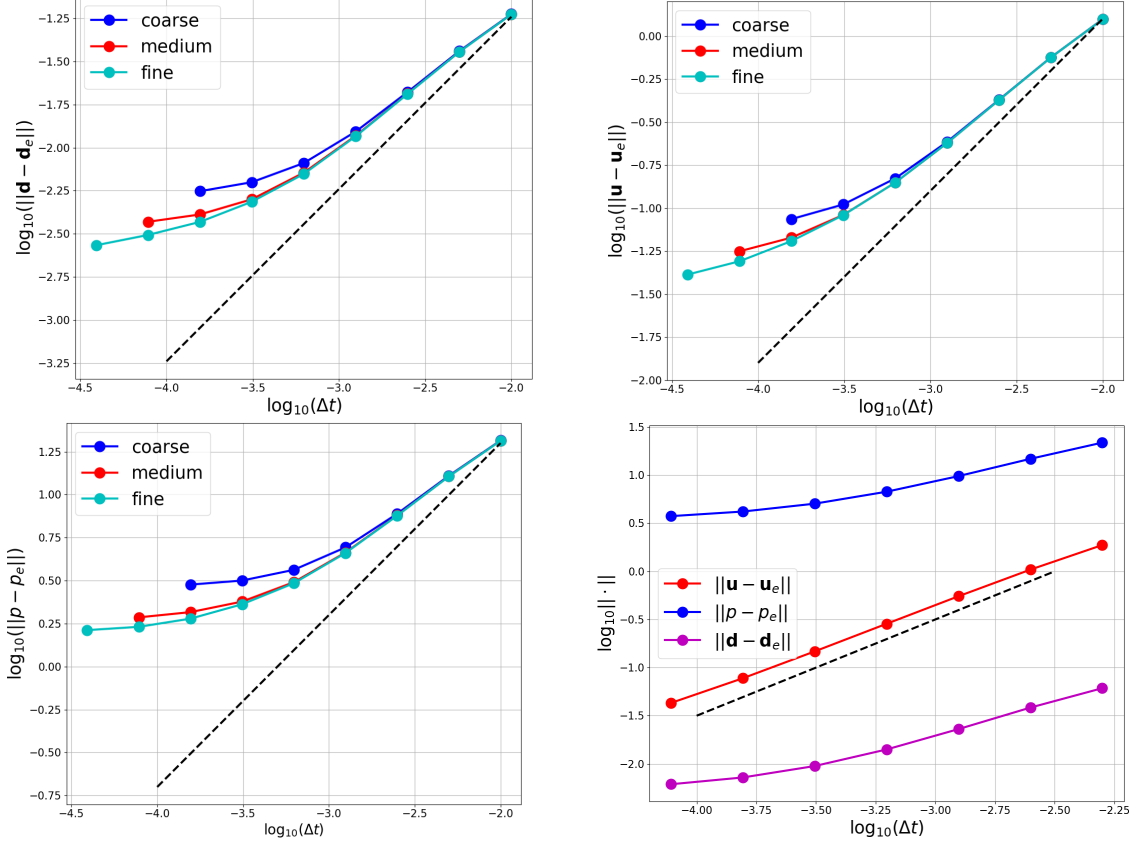 −1.25
−1.50
−1.75
−2.00
−2.25
−2.50
−2.75
−3.00
−3.25
log₁₀(||d − dₑ||)
coarse
medium
fine
−4.5 −4.0 −3.5 −3.0 −2.5 −2.0
log₁₀(Δt)
0.00
−0.25
−0.50
−0.75
−1.00
−1.25
−1.50
−1.75
−2.00
log₁₀(||u − uₑ||)
coarse
medium
fine
−4.5 −4.0 −3.5 −3.0 −2.5 −2.0
log₁₀(Δt)
1.25
1.00
0.75
0.50
0.25
0.00
−0.25
−0.50
−0.75
log₁₀(||p − pₑ||)
coarse
medium
fine
−4.5 −4.0 −3.5 −3.0 −2.5 −2.0
log₁₀(Δt)
1.5
1.0
0.5
0.0
−0.5
−1.0
−1.5
−2.0
log₁₀|| · ||
||u − uₑ||
||p − pₑ||
||d − dₑ||
−4.00 −3.75 −3.50 −3.25 −3.00 −2.75 −2.50 −2.25
log₁₀(Δt)